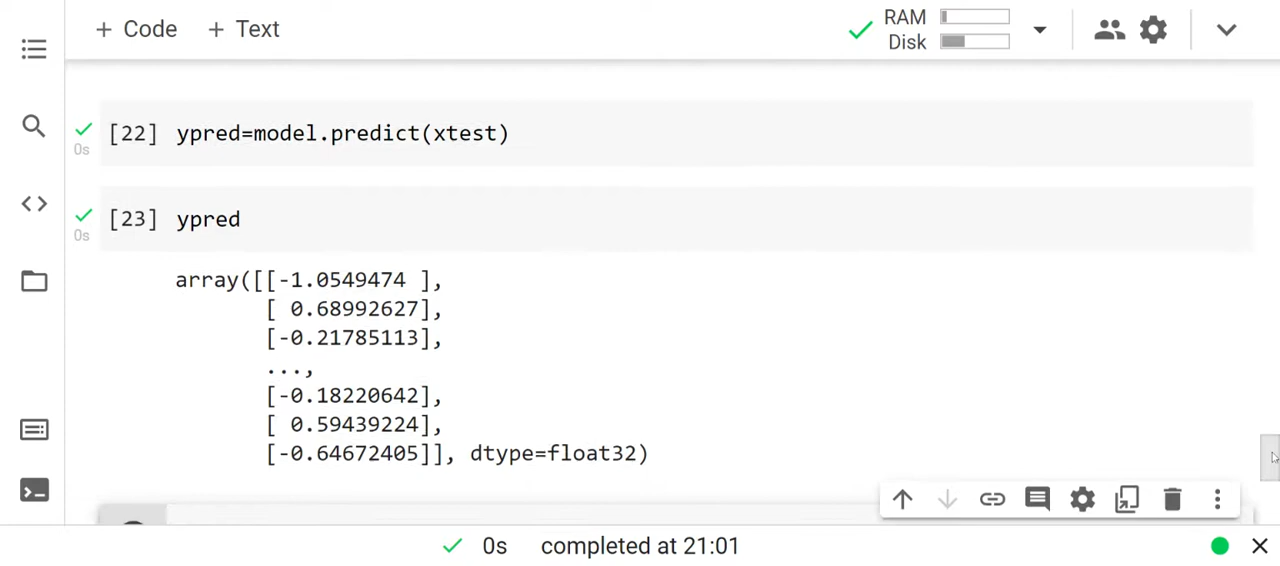 + Code + Text
RAM
Disk
[22] ypred=model.predict(xtest)
0s
[23] ypred
0s
array([[-1.0549474 ],
[ 0.68992627],
[-0.21785113],
...,
[-0.18220642],
[ 0.59439224],
[-0.64672405]], dtype=float32)
0s completed at 21:01